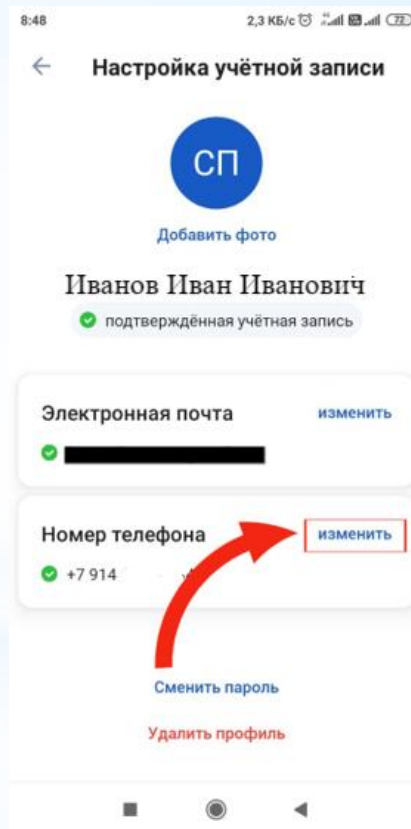 8:48 2,3 КБ/с 72
Настройка учётной записи
СП
Добавить фото
Иванов Иван Иванович
подтверждённая учётная запись
Электронная почта изменить
Номер телефона изменить
+7 914
Сменить пароль
Удалить профиль